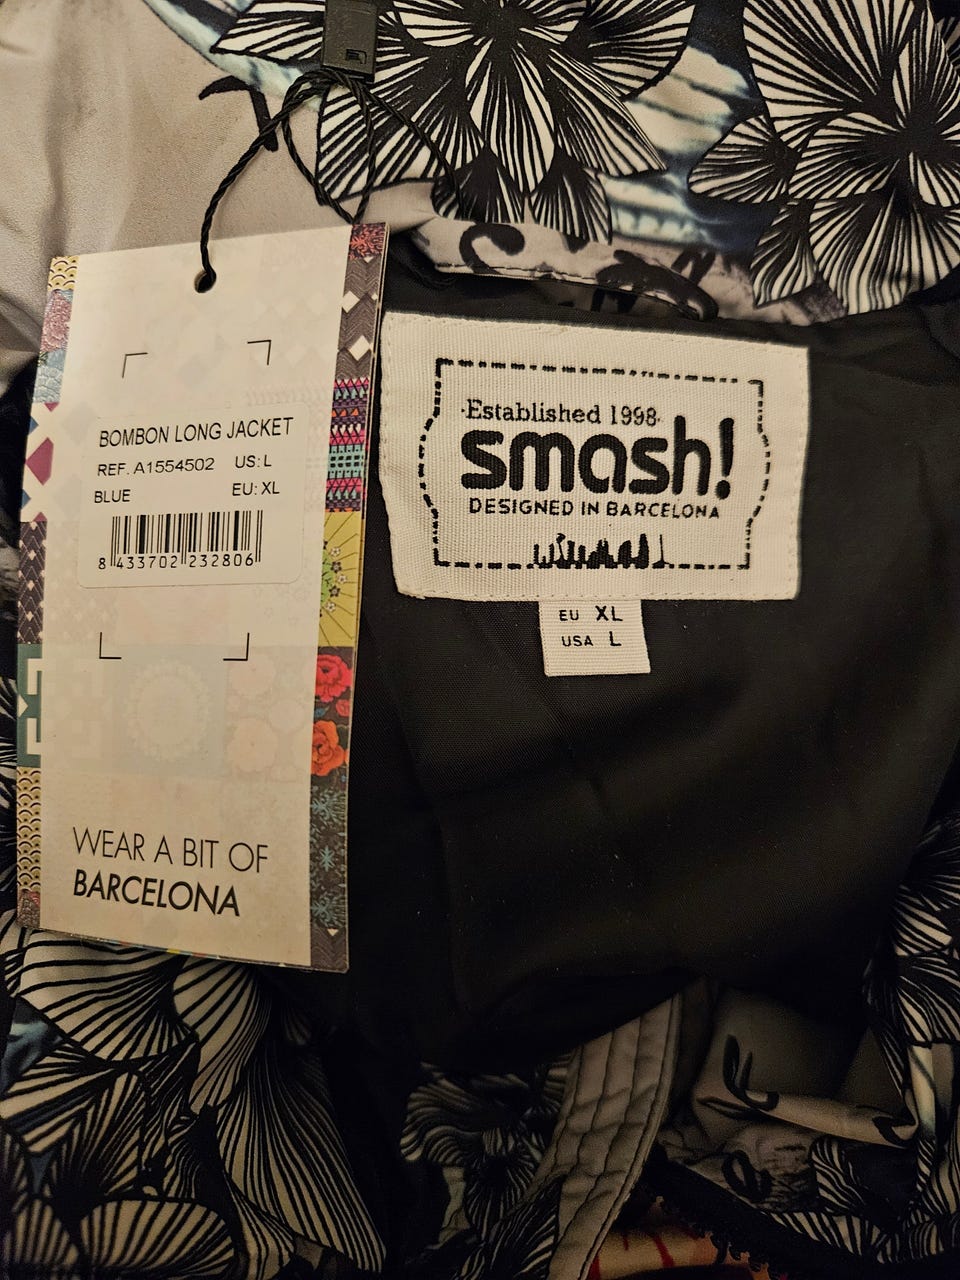 BOMBON LONG JACKET
REF. A1554502 US: L
BLUE EU: XL
8 433702 232806
WEAR A BIT OF
BARCELONA
·Established 1998·
smash!
DESIGNED IN BARCELONA
EU XL
USA L